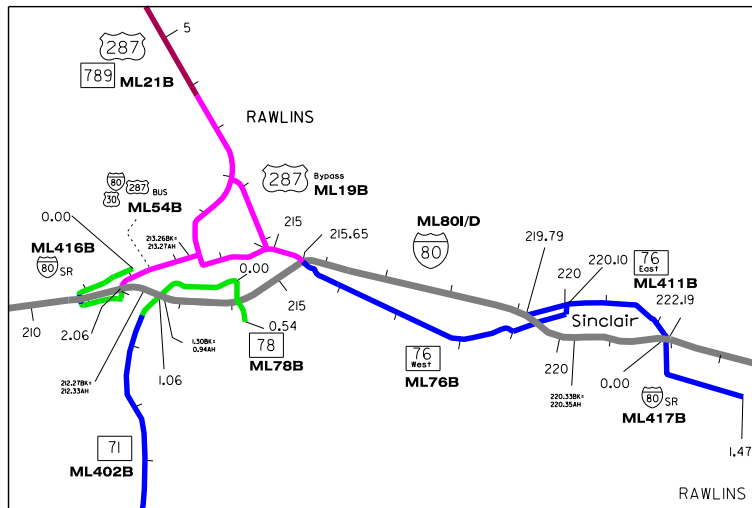 5
287
789
ML21B
RAWLINS
80
287
BUS
30
ML54B
287
Bypass
ML19B
0.00
ML416B
80
SR
213.26BK=
213.27AH
215
215.65
ML80I/D
80
219.79
220
220.10
76
East
ML411B
222.19
Sinclair
210
2.06
0.00
215
0.54
1.30BK=
0.94AH
78
ML78B
212.27BK=
212.33AH
1.06
76
West
ML76B
220
220.33BK=
220.35AH
0.00
80
SR
ML417B
71
ML402B
1.47
RAWLINS